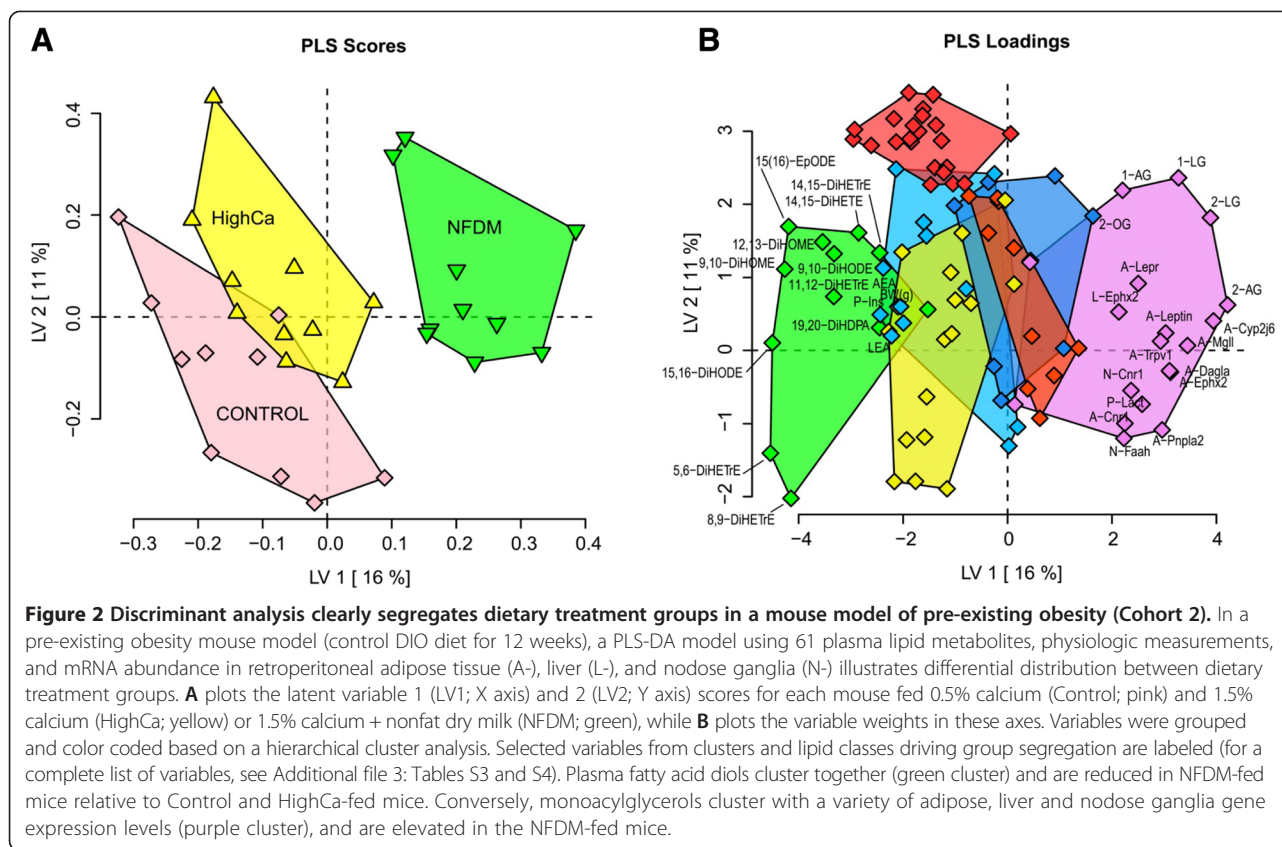 A
PLS Scores
LV 2 [ 11 % ]
0.4
0.2
0.0
−0.2
HighCa
NFDM
CONTROL
−0.3
−0.2
−0.1
0.0
0.1
0.2
0.3
0.4
LV 1 [ 16 % ]
B
PLS Loadings
LV 2 [ 11 % ]
3
2
1
0
−1
−2
15(16)−EpODE
14,15−DiHETrE
14,15−DiHETE
12,13−DiHOME
9,10−DiHOME
9,10−DiHODE
11,12−DiHETrE
AEA
BW(g)
P−Ins
19,20−DiHDPA
LEA
15,16−DiHODE
5,6−DiHETrE
8,9−DiHETrE
1−AG
1−LG
2−LG
2−OG
A−Lepr
L−Ephx2
2−AG
A−Leptin
A−Cyp2j6
A−Mgll
A−Trpv1
A−Dagla
A−Ephx2
N−Cnr1
P−Lact
A−Cnr1
A−Pnpla2
N−Faah
−4
−2
0
2
4
LV 1 [ 16 % ]
Figure 2 Discriminant analysis clearly segregates dietary treatment groups in a mouse model of pre-existing obesity (Cohort 2). In a
pre-existing obesity mouse model (control DIO diet for 12 weeks), a PLS-DA model using 61 plasma lipid metabolites, physiologic measurements,
and mRNA abundance in retroperitoneal adipose tissue (A-), liver (L-), and nodose ganglia (N-) illustrates differential distribution between dietary
treatment groups. A plots the latent variable 1 (LV1; X axis) and 2 (LV2; Y axis) scores for each mouse fed 0.5% calcium (Control; pink) and 1.5%
calcium (HighCa; yellow) or 1.5% calcium + nonfat dry milk (NFDM; green), while B plots the variable weights in these axes. Variables were grouped
and color coded based on a hierarchical cluster analysis. Selected variables from clusters and lipid classes driving group segregation are labeled (for a
complete list of variables, see Additional file 3: Tables S3 and S4). Plasma fatty acid diols cluster together (green cluster) and are reduced in NFDM-fed
mice relative to Control and HighCa-fed mice. Conversely, monoacylglycerols cluster with a variety of adipose, liver and nodose ganglia gene
expression levels (purple cluster), and are elevated in the NFDM-fed mice.